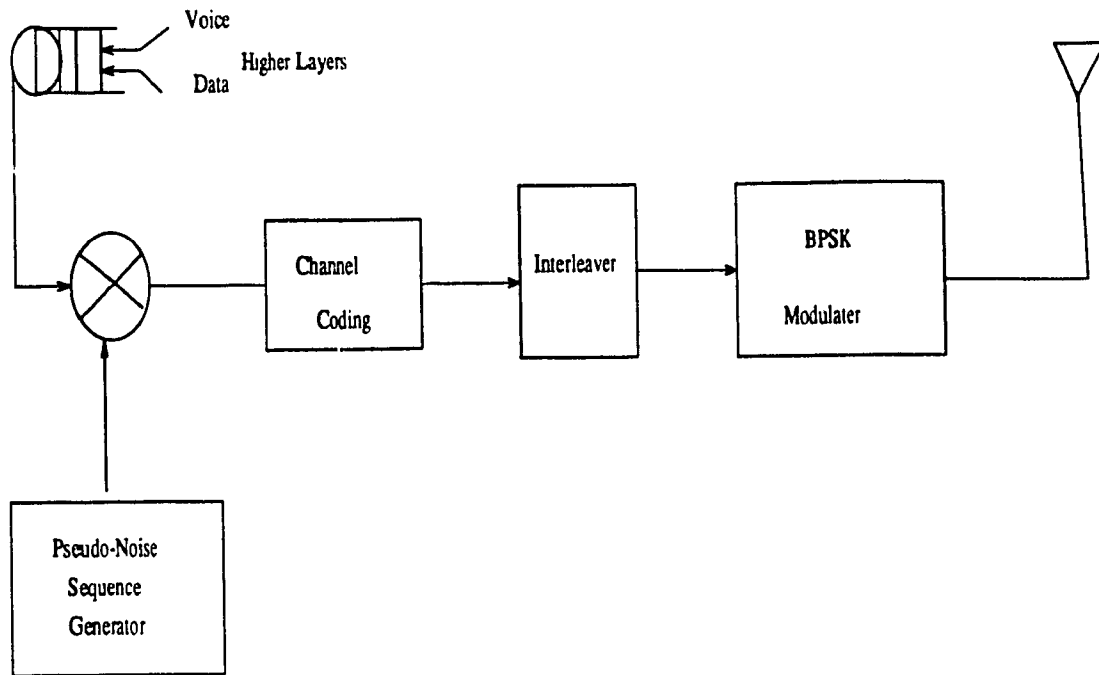 Voice
Higher Layers
Data
Channel
Coding
Interleaver
BPSK
Modulater
Pseudo-Noise
Sequence
Generator